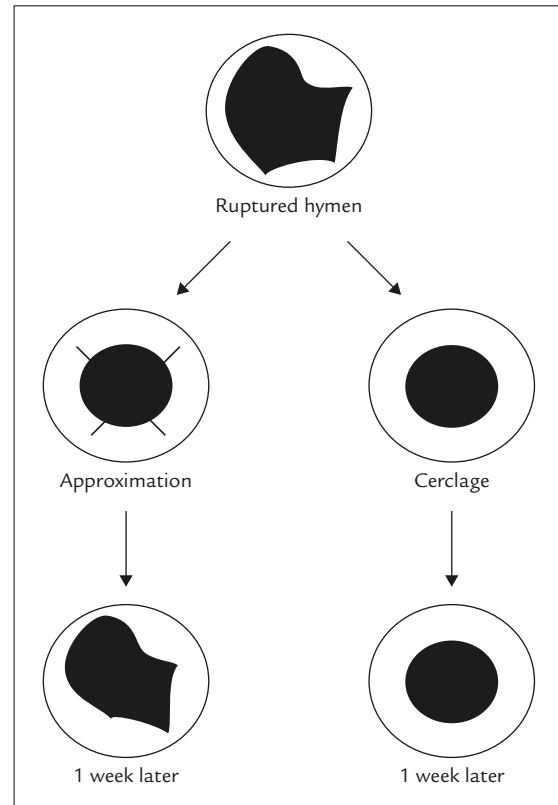 Ruptured hymen
Approximation
Cerclage
1 week later
1 week later